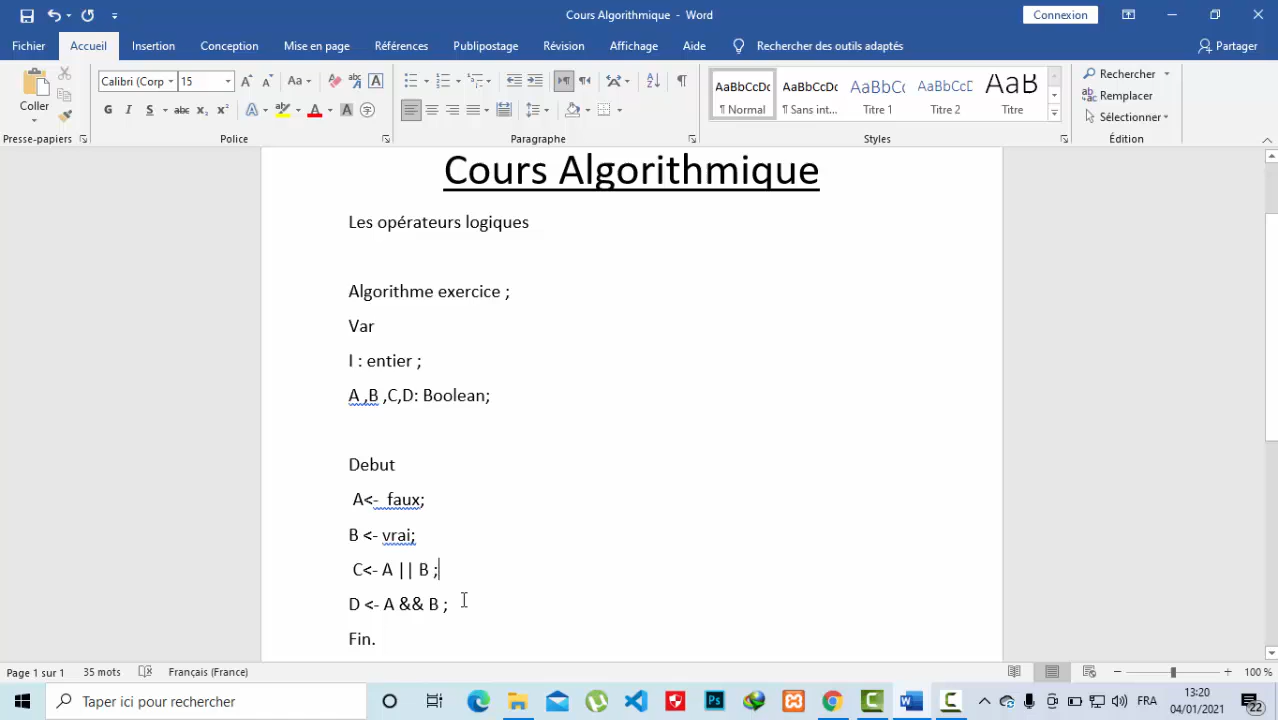 Cours Algorithmique - Word
Connexion
Fichier Accueil Insertion Conception Mise en page Références Publipostage Révision Affichage Aide Rechercher des outils adaptés Partager
Coller
Presse-papiers
Calibri (Corp 15
Police
Paragraphe
AaBbCcDc AaBbCcDc AaBbCc AaBbCcD AaB
¶ Normal ¶ Sans int... Titre 1 Titre 2 Titre
Styles
Rechercher
Remplacer
Sélectionner
Édition
Cours Algorithmique
Les opérateurs logiques
Algorithme exercice ;
Var
I : entier ;
A ,B ,C,D: Boolean;
Debut
A<- faux;
B <- vrai;
C<- A || B ;
D <- A && B ;
Fin.
Page 1 sur 1 35 mots Français (France) 100 %
Taper ici pour rechercher
FRA
13:20
04/01/2021
22